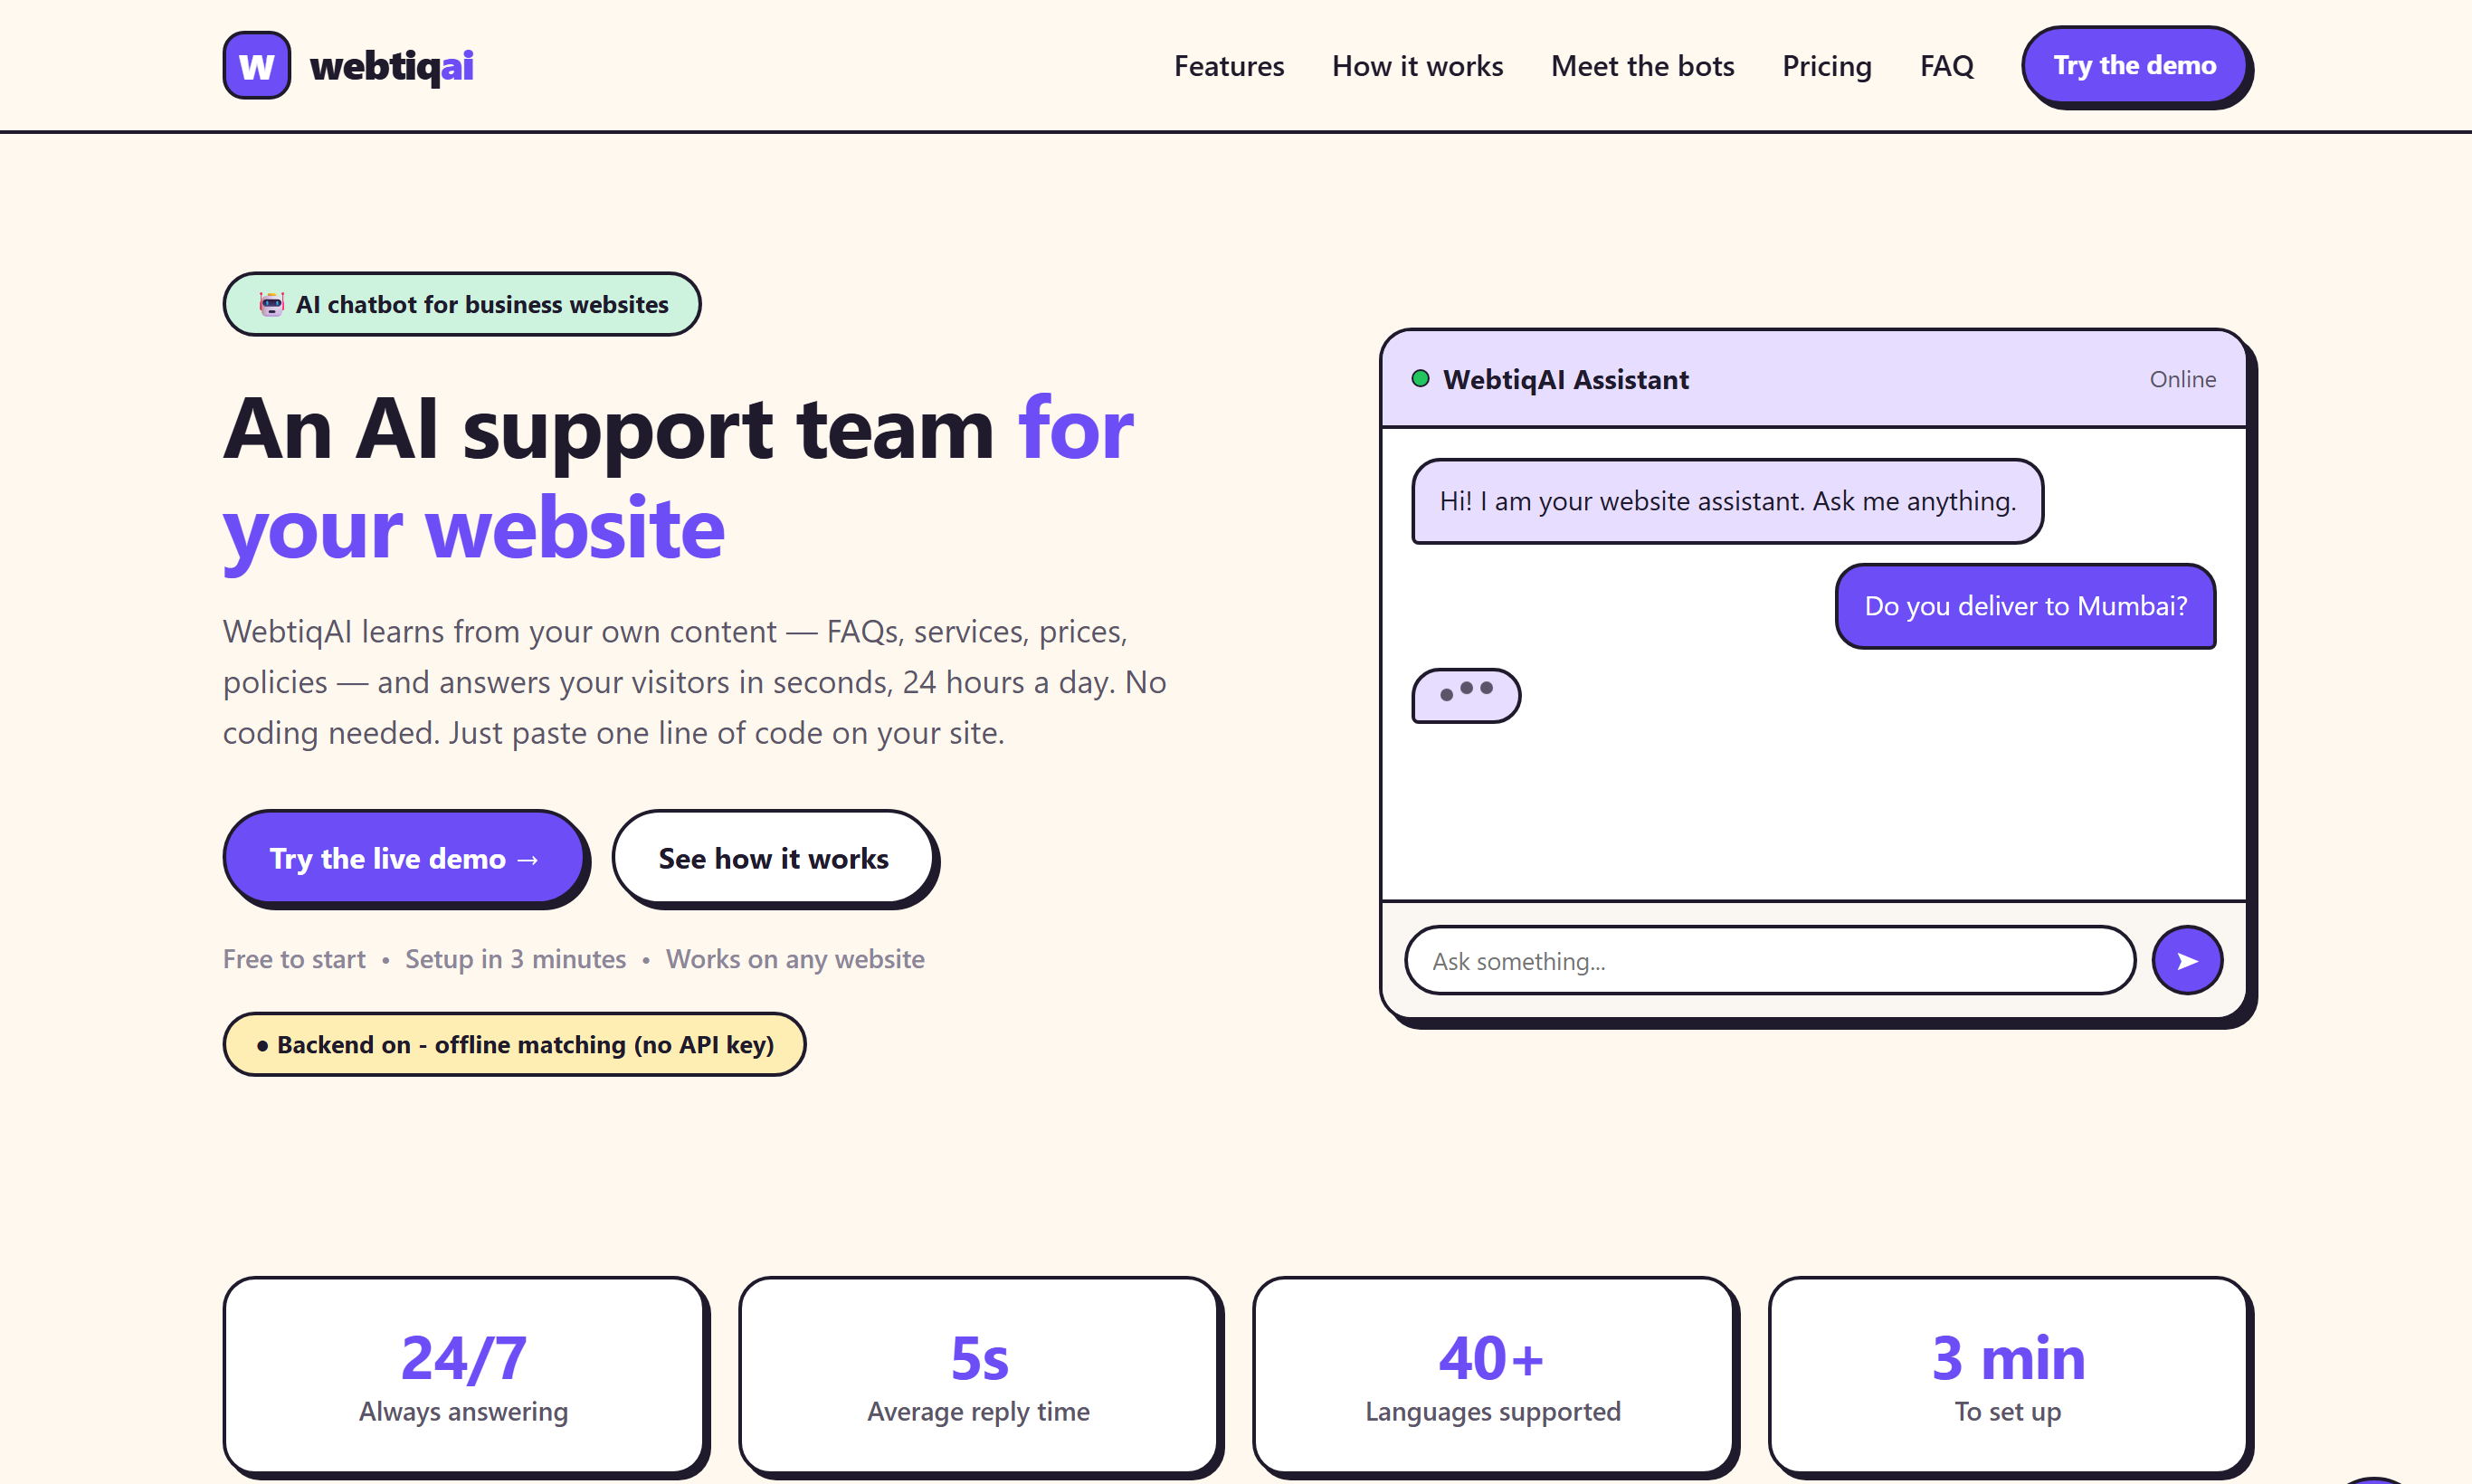 W webtiqai
Features How it works Meet the bots Pricing FAQ Try the demo
🤖 AI chatbot for business websites
An AI support team for
your website
WebtiqAI learns from your own content — FAQs, services, prices,
policies — and answers your visitors in seconds, 24 hours a day. No
coding needed. Just paste one line of code on your site.
Try the live demo → See how it works
Free to start • Setup in 3 minutes • Works on any website
● Backend on - offline matching (no API key)
WebtiqAI Assistant Online
Hi! I am your website assistant. Ask me anything.
Do you deliver to Mumbai?
Ask something...
24/7
Always answering
5s
Average reply time
40+
Languages supported
3 min
To set up